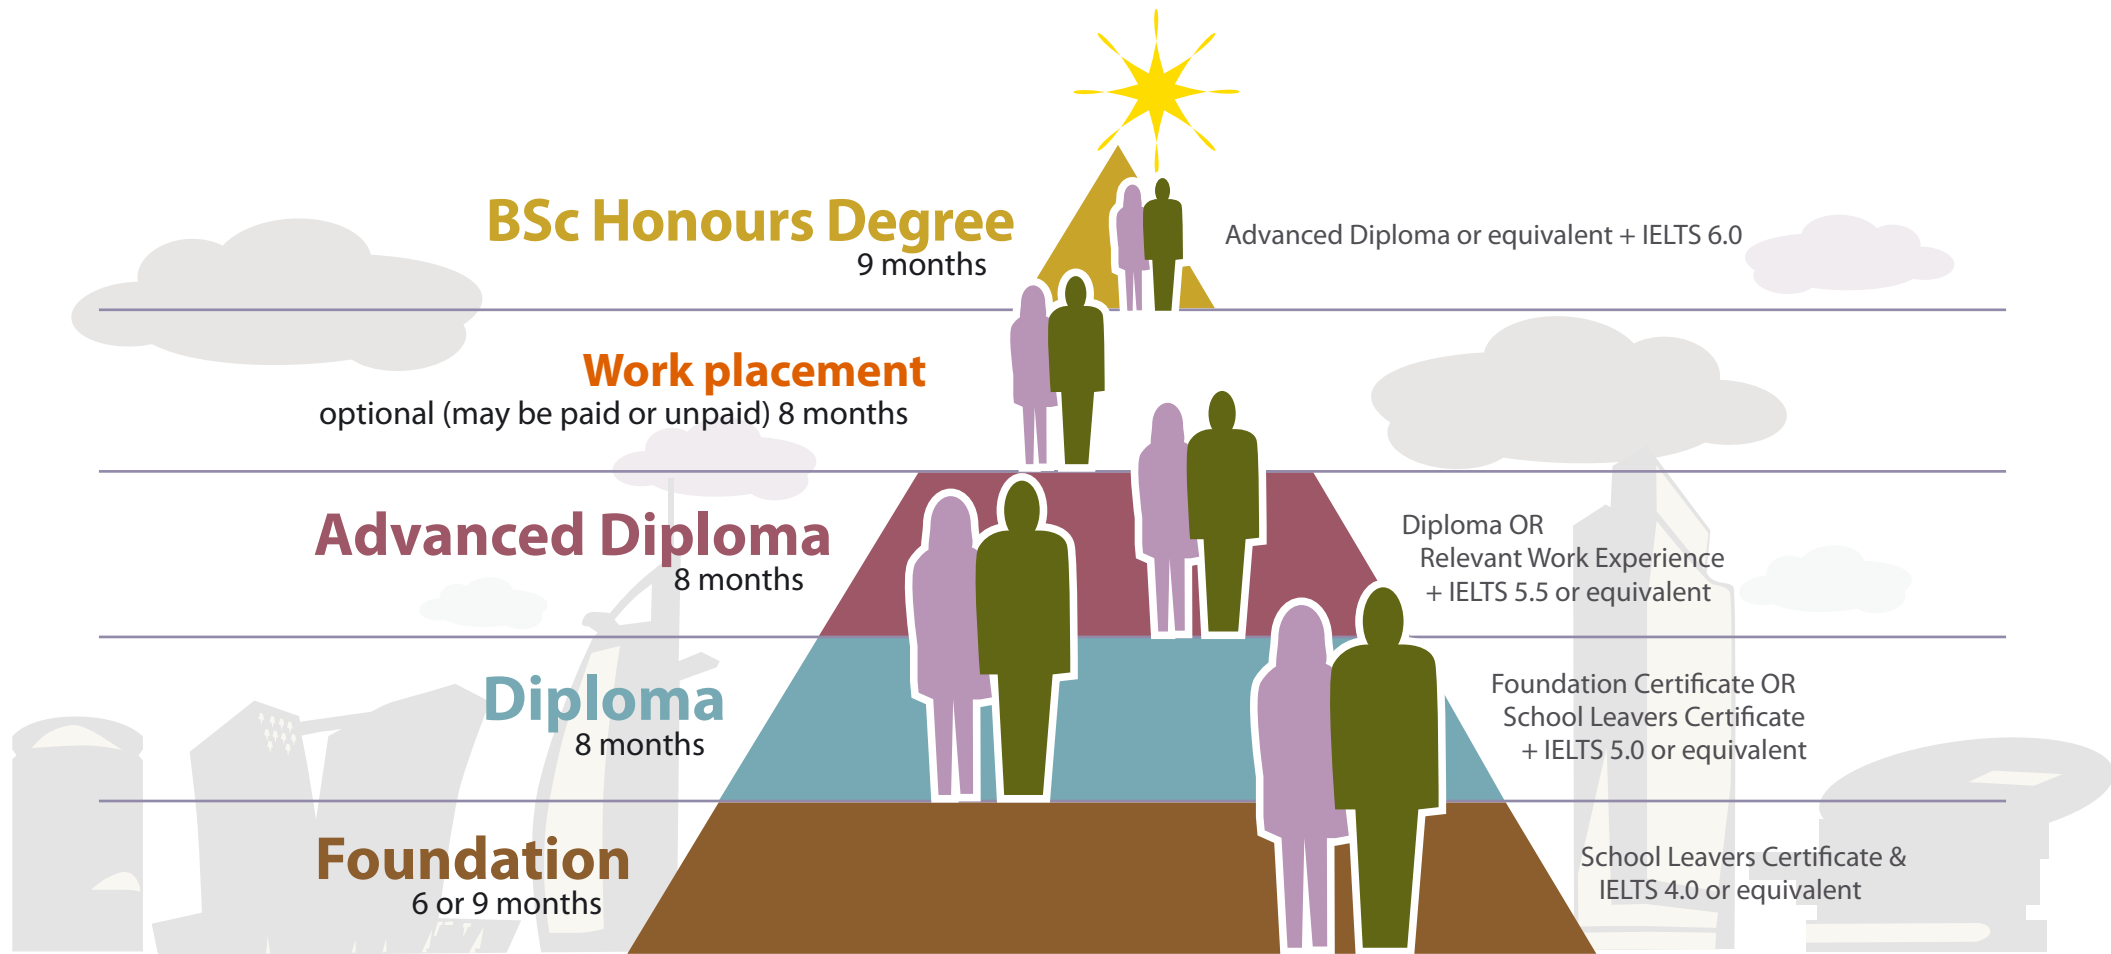 BSc Honours Degree
9 months
Advanced Diploma or equivalent + IELTS 6.0
Work placement
optional (may be paid or unpaid) 8 months
Advanced Diploma
8 months
Diploma OR
Relevant Work Experience
+ IELTS 5.5 or equivalent
Diploma
8 months
Foundation Certificate OR
School Leavers Certificate
+ IELTS 5.0 or equivalent
Foundation
6 or 9 months
School Leavers Certificate &
IELTS 4.0 or equivalent